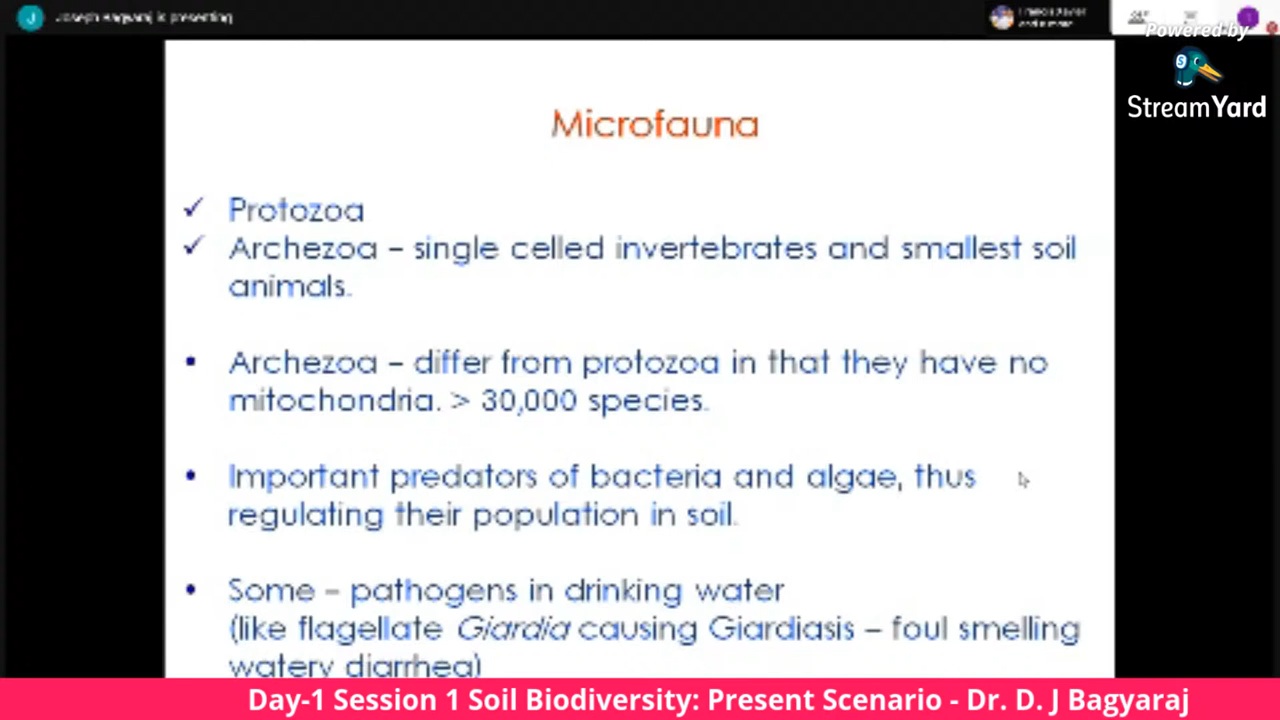 Joseph Bagyaraj is presenting
and 6 more
Powered by
StreamYard
Microfauna
✓ Protozoa
✓ Archezoa – single celled invertebrates and smallest soil
animals.
• Archezoa – differ from protozoa in that they have no
mitochondria. > 30,000 species.
• Important predators of bacteria and algae, thus
regulating their population in soil.
• Some – pathogens in drinking water
(like flagellate Giardia causing Giardiasis – foul smelling
watery diarrhea)
Day-1 Session 1 Soil Biodiversity: Present Scenario - Dr. D. J Bagyaraj